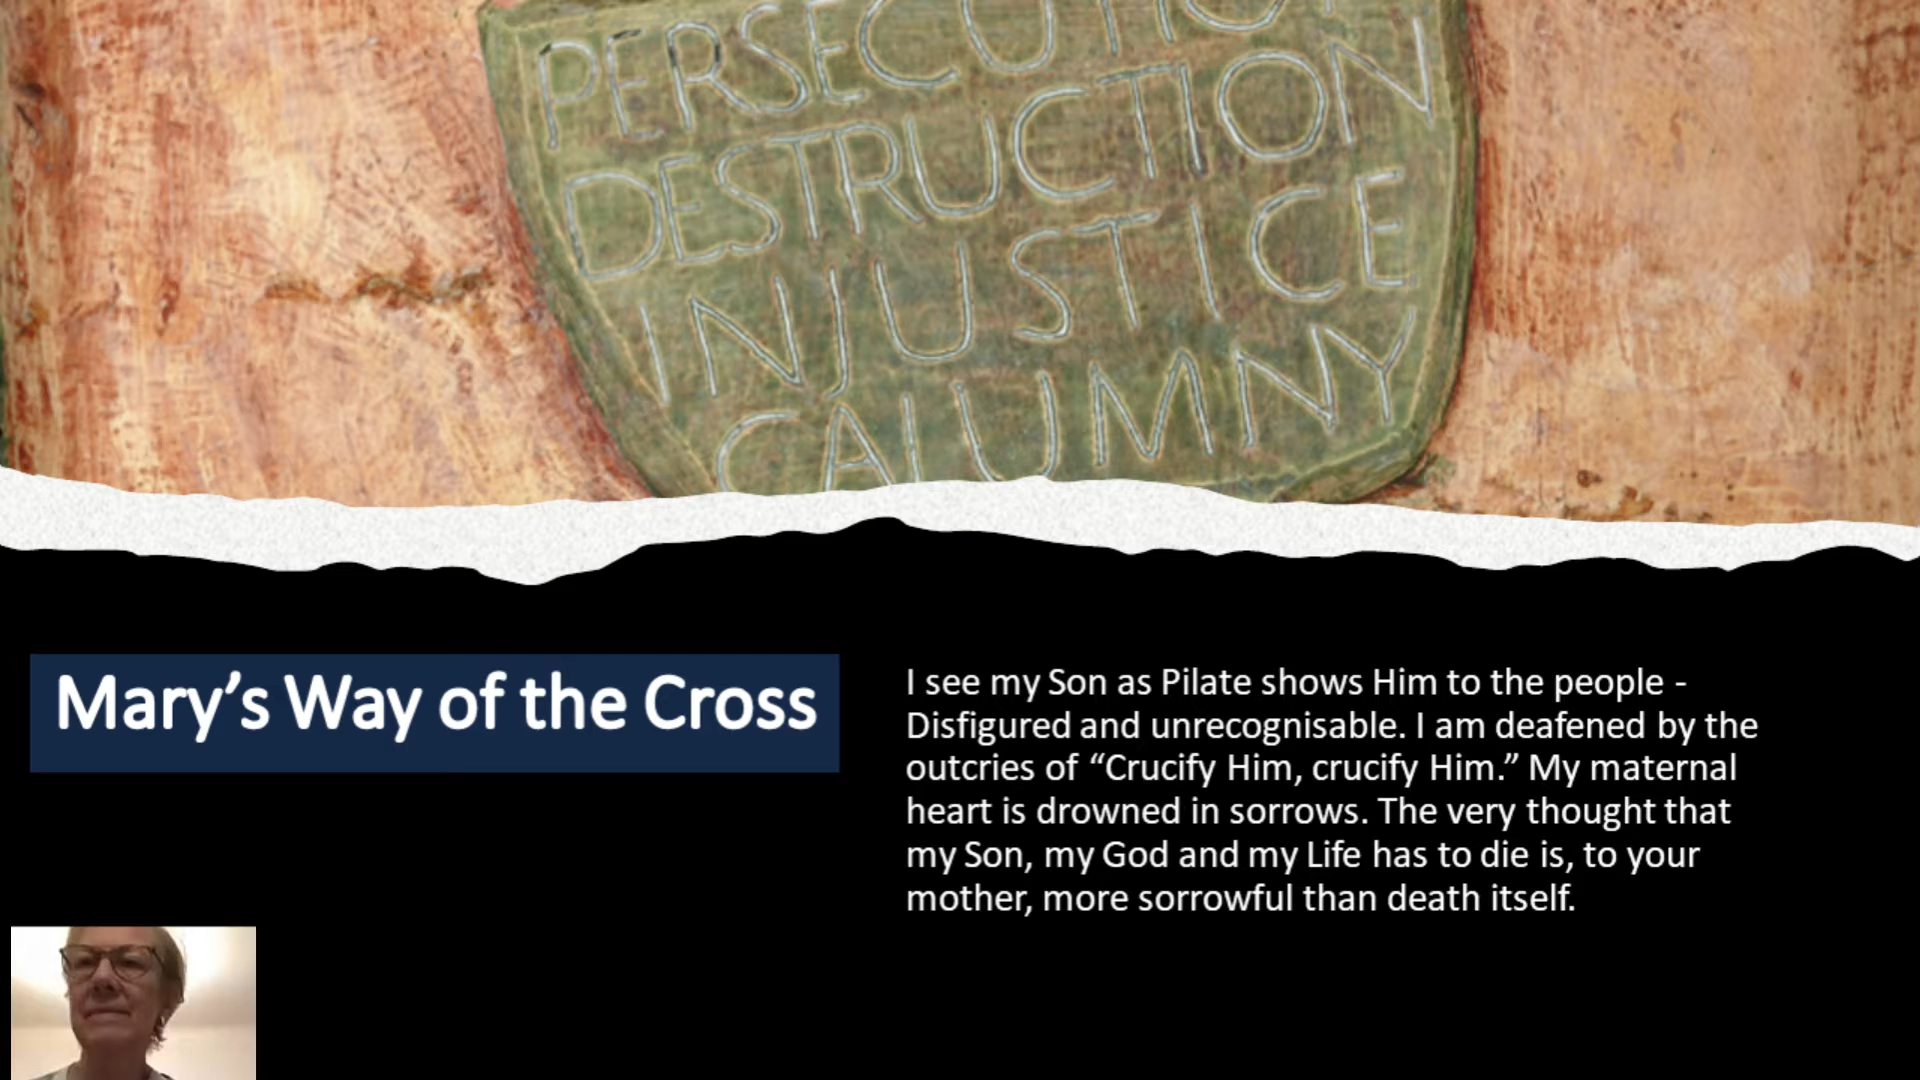 PERSECUTION
DESTRUCTION
INJUSTICE
CALUMNY
Mary’s Way of the Cross
I see my Son as Pilate shows Him to the people -
Disfigured and unrecognisable. I am deafened by the
outcries of “Crucify Him, crucify Him.” My maternal
heart is drowned in sorrows. The very thought that
my Son, my God and my Life has to die is, to your
mother, more sorrowful than death itself.